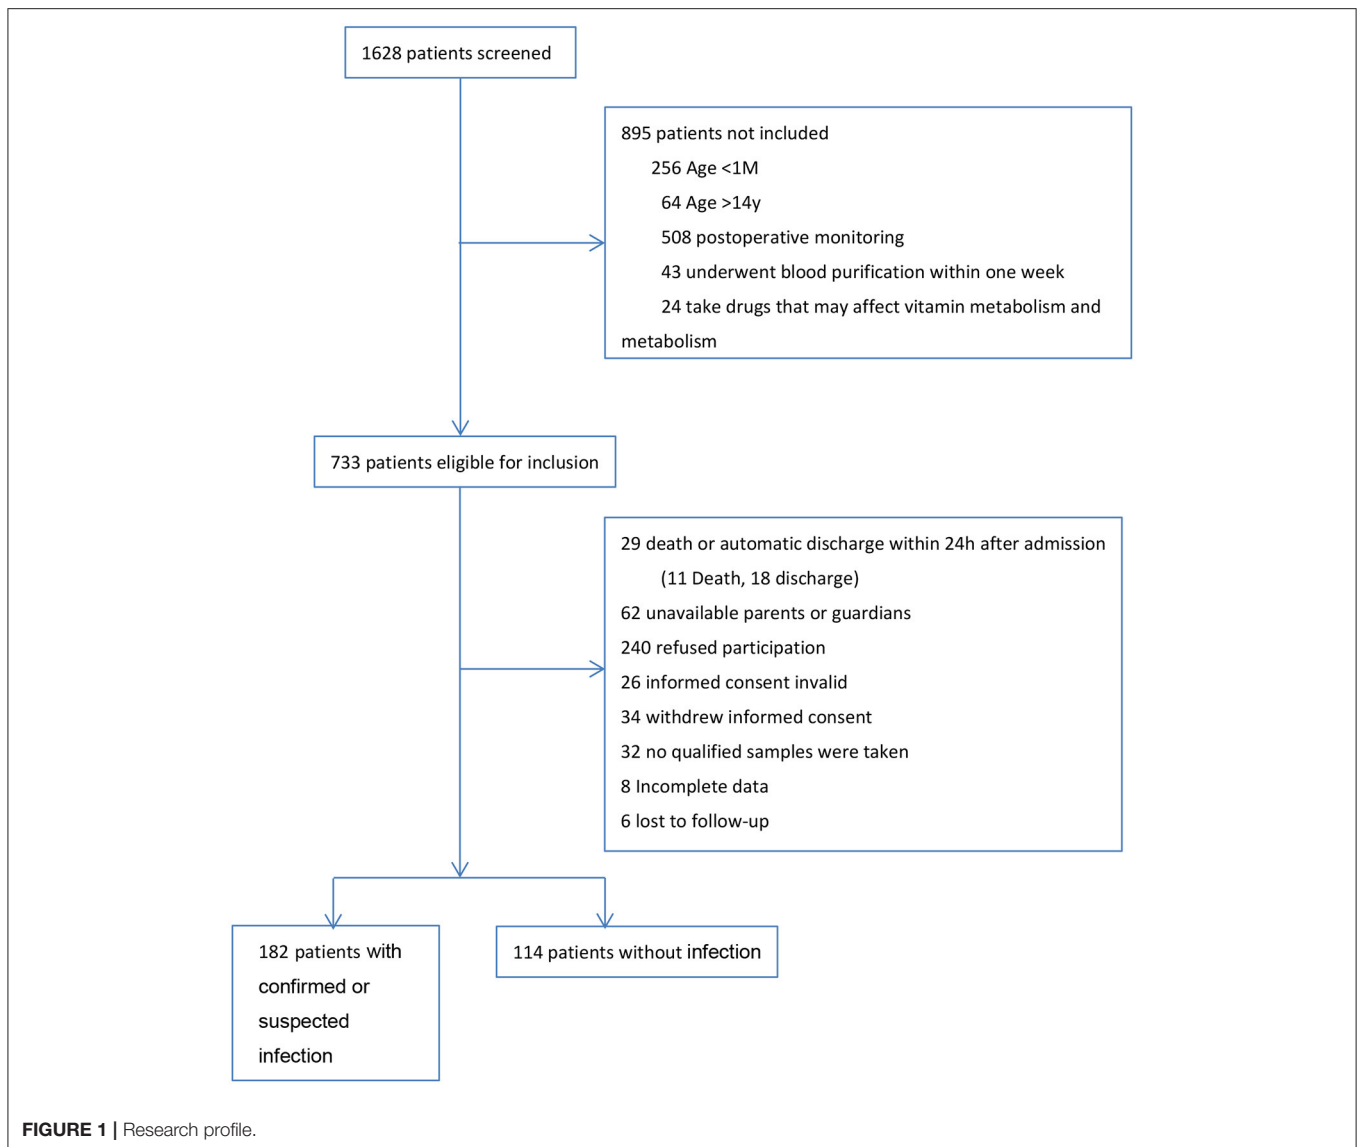 1628 patients screened
895 patients not included
256 Age <1M
64 Age >14y
508 postoperative monitoring
43 underwent blood purification within one week
24 take drugs that may affect vitamin metabolism and
metabolism
733 patients eligible for inclusion
29 death or automatic discharge within 24h after admission
(11 Death, 18 discharge)
62 unavailable parents or guardians
240 refused participation
26 informed consent invalid
34 withdrew informed consent
32 no qualified samples were taken
8 Incomplete data
6 lost to follow-up
182 patients with
confirmed or
suspected
infection
114 patients without infection
FIGURE 1 | Research profile.